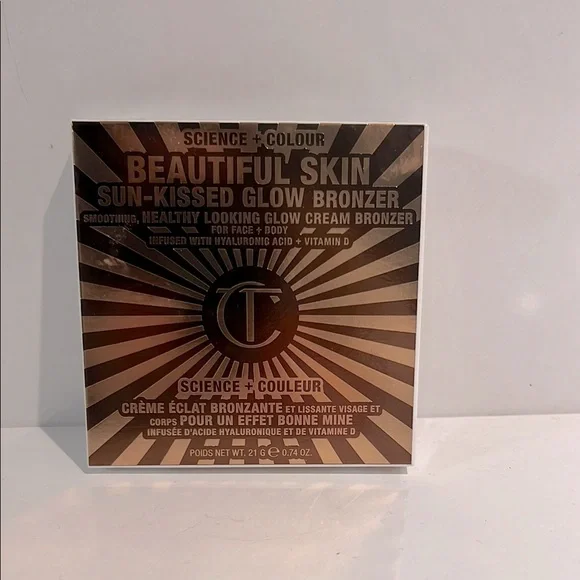 SCIENCE + COLOUR
BEAUTIFUL SKIN
SUN-KISSED GLOW BRONZER
SMOOTHING, HEALTHY LOOKING GLOW CREAM BRONZER
FOR FACE + BODY
INFUSED WITH HYALURONIC ACID + VITAMIN D
CT
SCIENCE + COULEUR
CRÈME ÉCLAT BRONZANTE ET LISSANTE VISAGE ET
CORPS POUR UN EFFET BONNE MINE
INFUSÉE D'ACIDE HYALURONIQUE ET DE VITAMINE D
POIDS NET WT. 21 G ℮ 0.74 OZ.